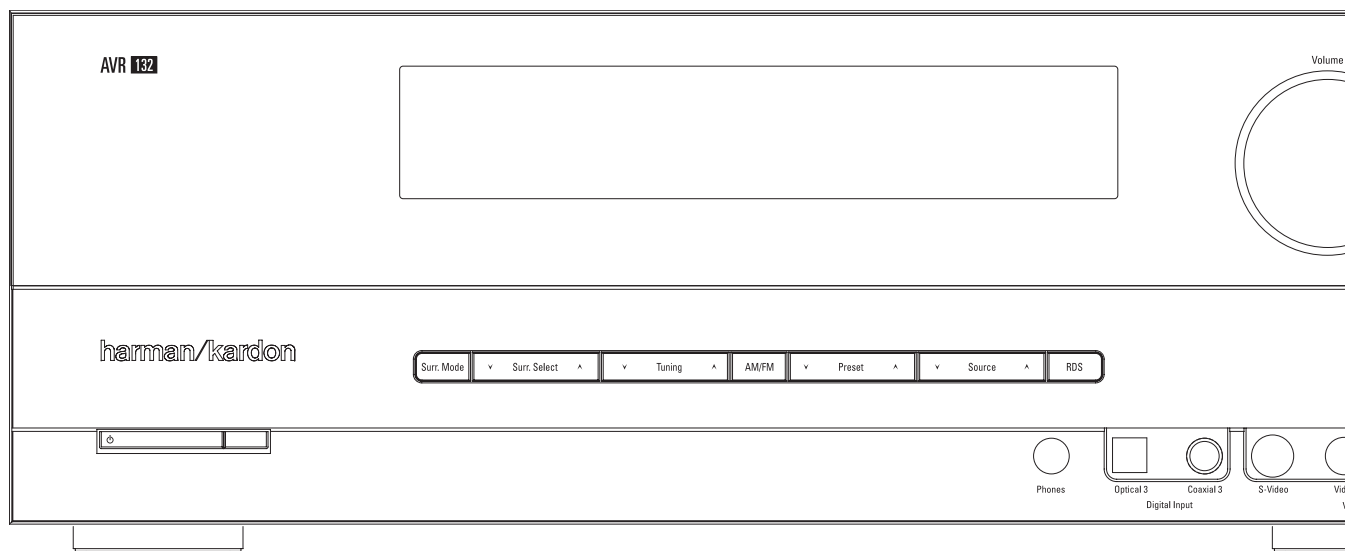 AVR 132
Volume
harman/kardon
Surr. Mode
Surr. Select
Tuning
AM/FM
Preset
Source
RDS
Phones
Optical 3
Coaxial 3
S-Video
Digital Input